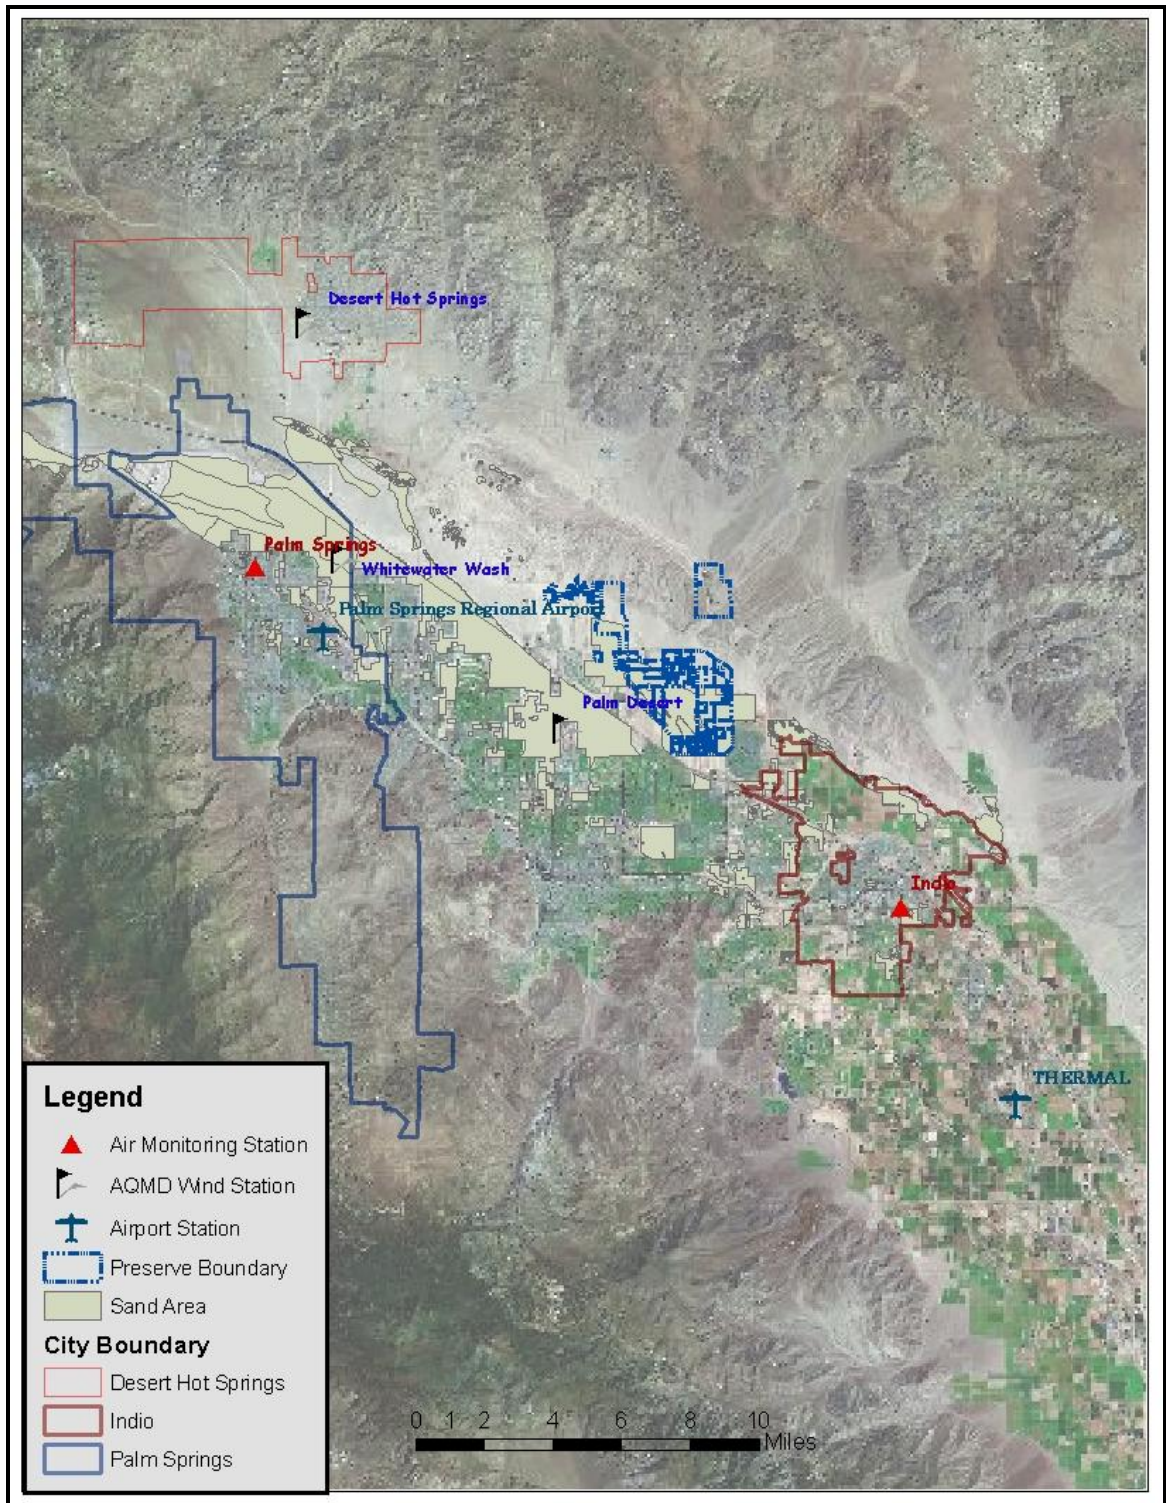 Desert Hot Springs
Palm Springs
Whitewater Wash
Palm Springs Regional Airport
Palm Desert
Indio
THERMAL
Legend
Air Monitoring Station
AQMD Wind Station
Airport Station
Preserve Boundary
Sand Area
City Boundary
Desert Hot Springs
Indio
Palm Springs
0 1 2 4 6 8 10
Miles